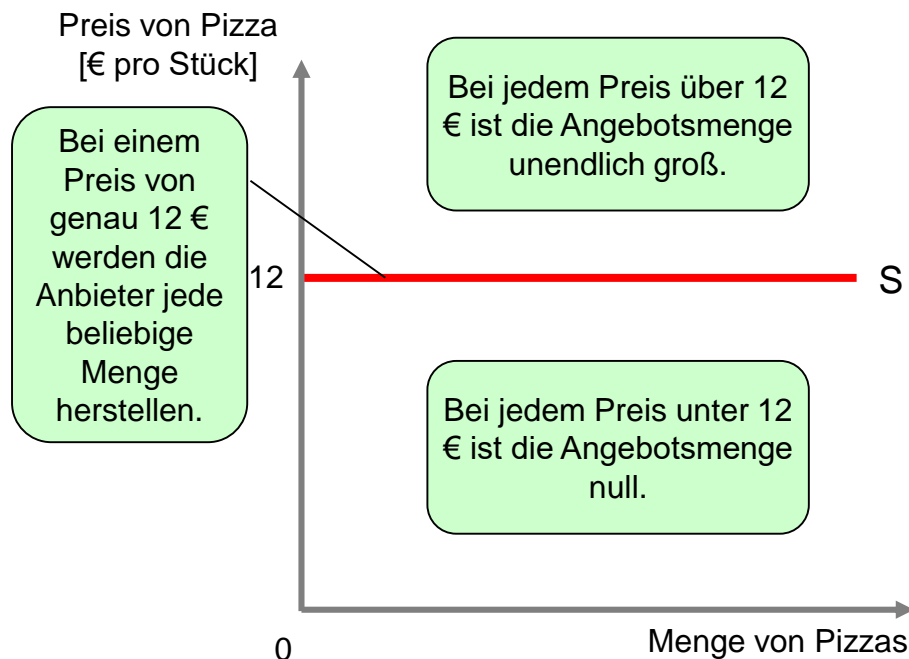 Preis von Pizza
[€ pro Stück]
Bei jedem Preis über 12
€ ist die Angebotsmenge
unendlich groß.
Bei einem
Preis von
genau 12 €
werden die
Anbieter jede
beliebige
Menge
herstellen.
12
S
Bei jedem Preis unter 12
€ ist die Angebotsmenge
null.
0
Menge von Pizzas